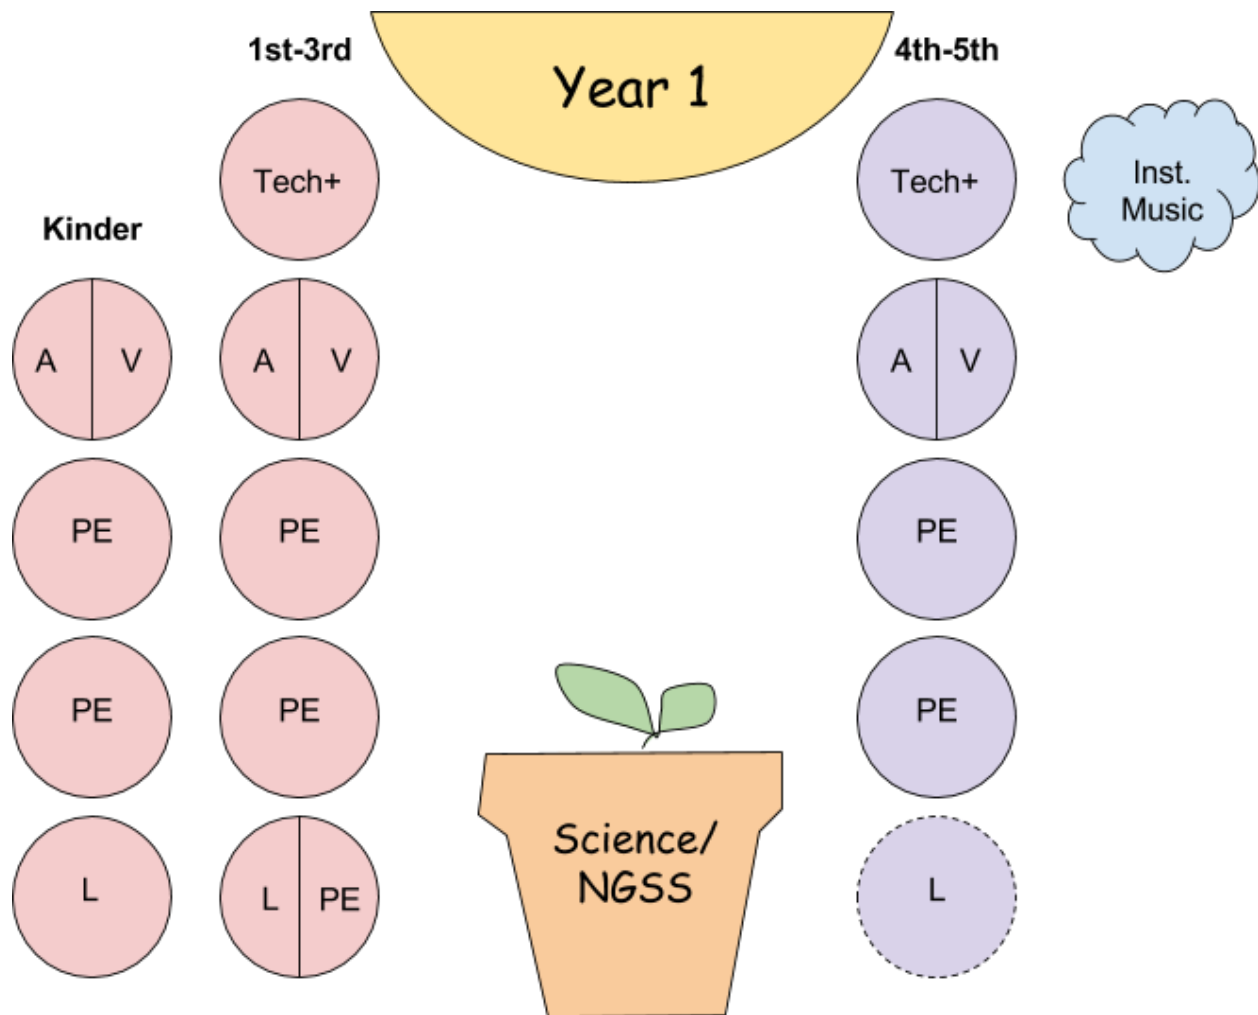 1st-3rd
Year 1
4th-5th
Tech+
Tech+
Inst.
Music
Kinder
A V
A V
A V
PE
PE
PE
PE
PE
PE
L
L PE
Science/
NGSS
L